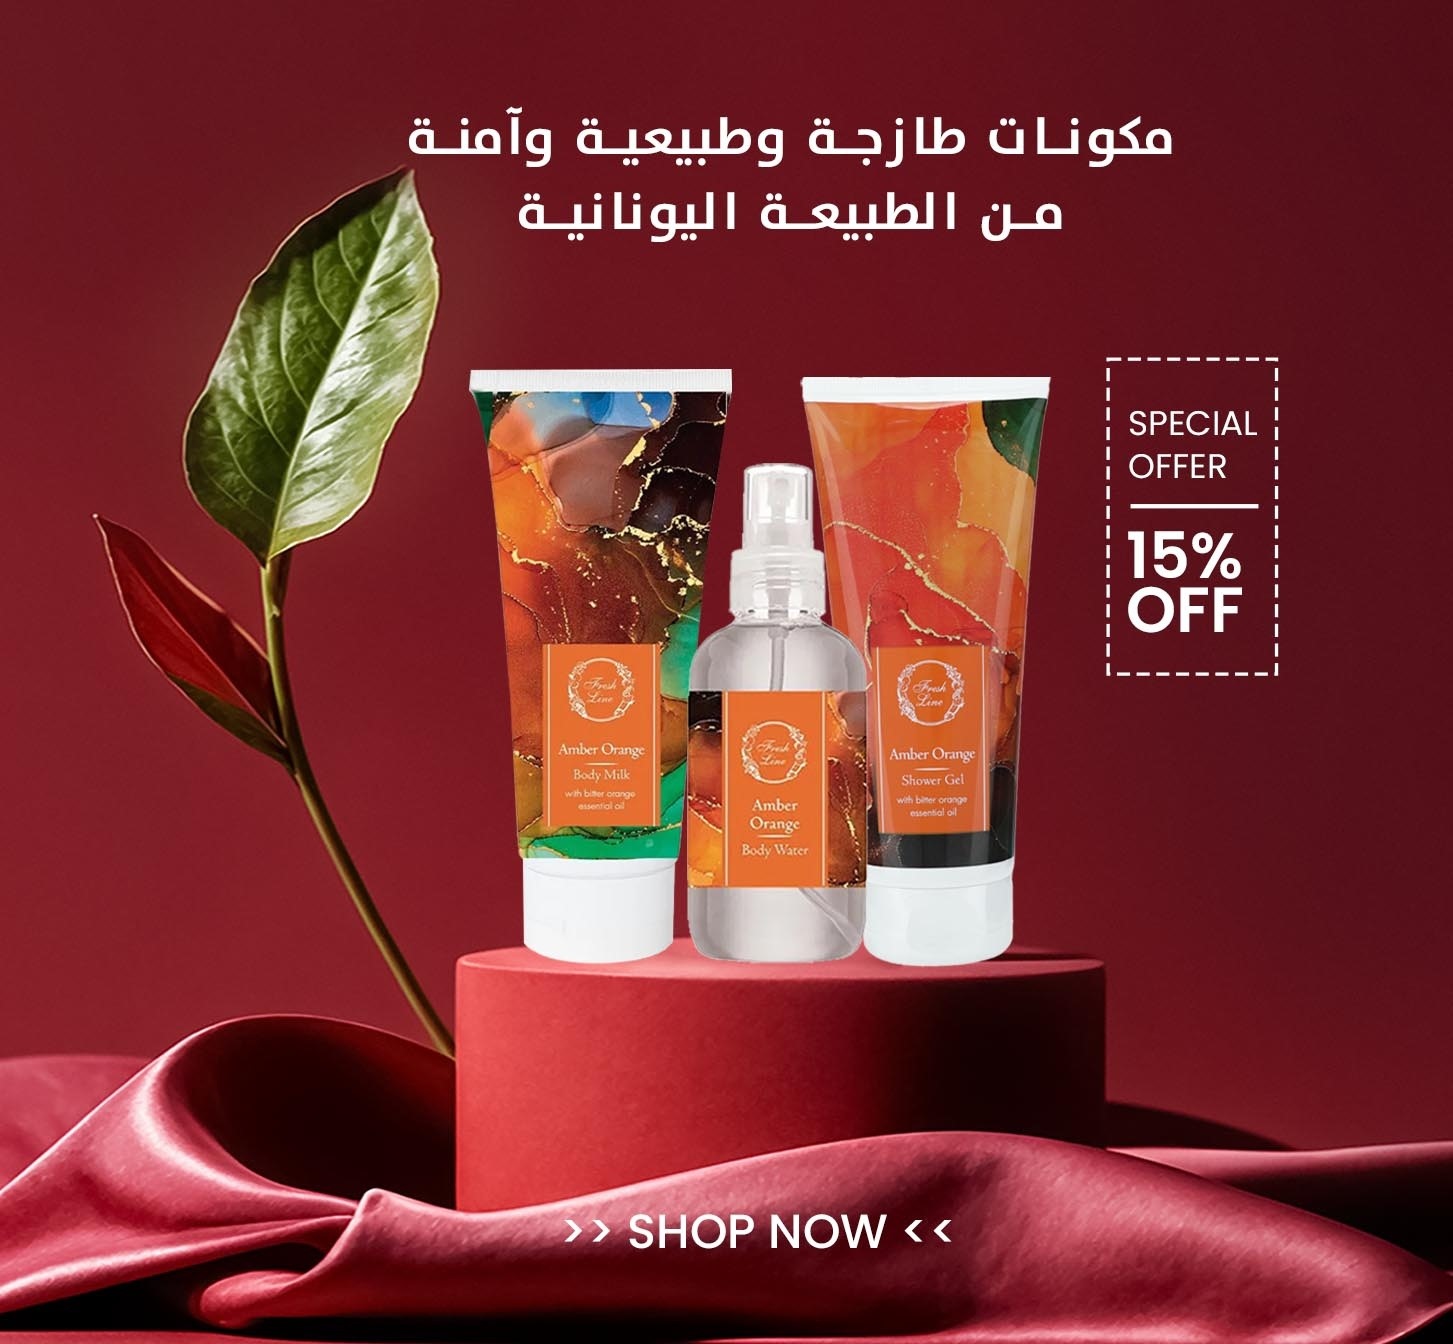 مكونات طازجة وطبيعية وآمنة
من الطبيعة اليونانية
SPECIAL
OFFER
15%
OFF
Fresh
Line
Amber Orange
Body Milk
with bitter orange
essential oil
Fresh
Line
Amber
Orange
Body Water
Fresh
Line
Amber Orange
Shower Gel
with bitter orange
essential oil
>> SHOP NOW <<